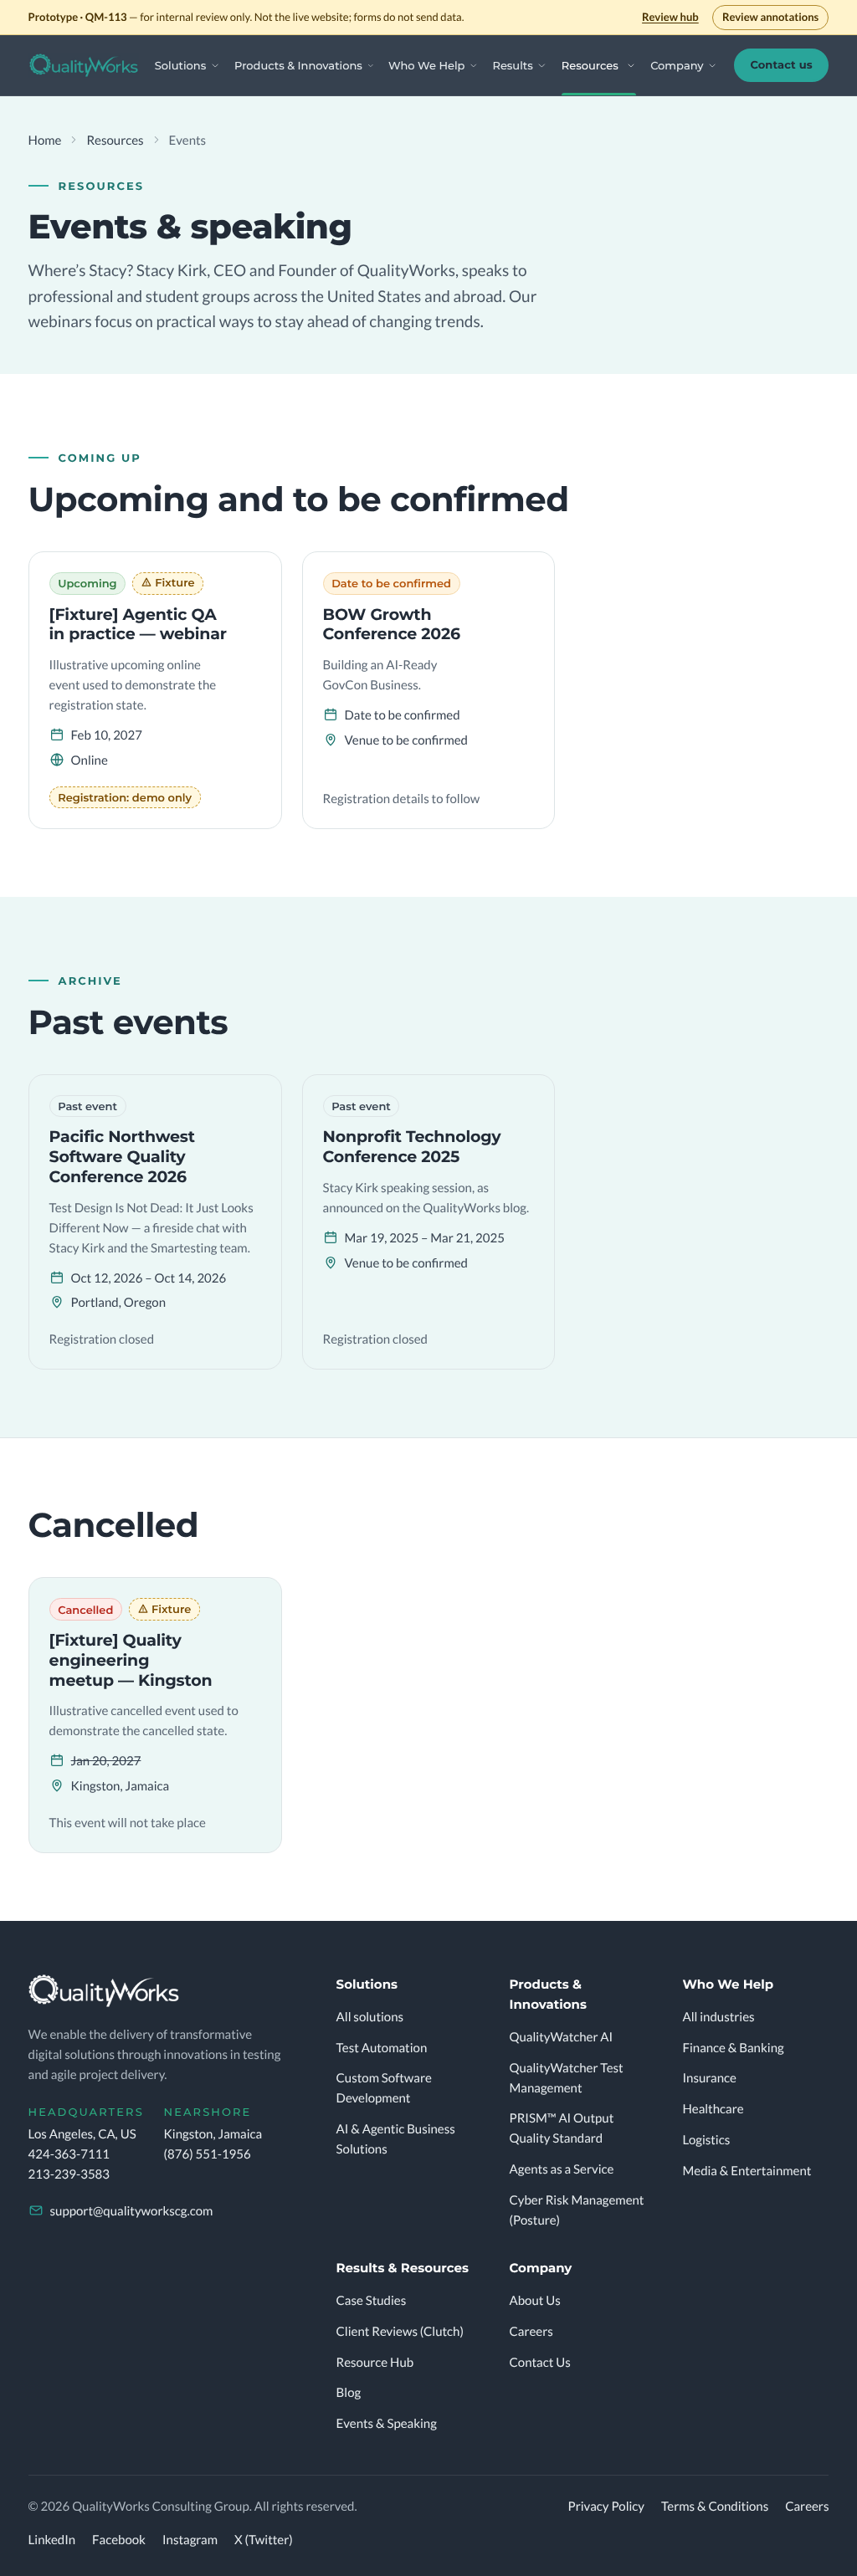 Prototype · QM-113 — for internal review only. Not the live website; forms do not send data.
Review hub
Review annotations
QualityWorks
Solutions
Products & Innovations
Who We Help
Results
Resources
Company
Contact us
Home
Resources
Events
RESOURCES
Events & speaking
Where’s Stacy? Stacy Kirk, CEO and Founder of QualityWorks, speaks to
professional and student groups across the United States and abroad. Our
webinars focus on practical ways to stay ahead of changing trends.
COMING UP
Upcoming and to be confirmed
Upcoming
Fixture
[Fixture] Agentic QA
in practice — webinar
Illustrative upcoming online
event used to demonstrate the
registration state.
Feb 10, 2027
Online
Registration: demo only
Date to be confirmed
BOW Growth
Conference 2026
Building an AI-Ready
GovCon Business.
Date to be confirmed
Venue to be confirmed
Registration details to follow
ARCHIVE
Past events
Past event
Pacific Northwest
Software Quality
Conference 2026
Test Design Is Not Dead: It Just Looks
Different Now — a fireside chat with
Stacy Kirk and the Smartesting team.
Oct 12, 2026 – Oct 14, 2026
Portland, Oregon
Registration closed
Past event
Nonprofit Technology
Conference 2025
Stacy Kirk speaking session, as
announced on the QualityWorks blog.
Mar 19, 2025 – Mar 21, 2025
Venue to be confirmed
Registration closed
Cancelled
Cancelled
Fixture
[Fixture] Quality
engineering
meetup — Kingston
Illustrative cancelled event used to
demonstrate the cancelled state.
Jan 20, 2027
Kingston, Jamaica
This event will not take place
QualityWorks
We enable the delivery of transformative
digital solutions through innovations in testing
and agile project delivery.
HEADQUARTERS
Los Angeles, CA, US
424-363-7111
213-239-3583
NEARSHORE
Kingston, Jamaica
(876) 551-1956
support@qualityworkscg.com
Solutions
All solutions
Test Automation
Custom Software
Development
AI & Agentic Business
Solutions
Products &
Innovations
QualityWatcher AI
QualityWatcher Test
Management
PRISM™ AI Output
Quality Standard
Agents as a Service
Cyber Risk Management
(Posture)
Who We Help
All industries
Finance & Banking
Insurance
Healthcare
Logistics
Media & Entertainment
Results & Resources
Case Studies
Client Reviews (Clutch)
Resource Hub
Blog
Events & Speaking
Company
About Us
Careers
Contact Us
© 2026 QualityWorks Consulting Group. All rights reserved.
Privacy Policy
Terms & Conditions
Careers
LinkedIn
Facebook
Instagram
X (Twitter)